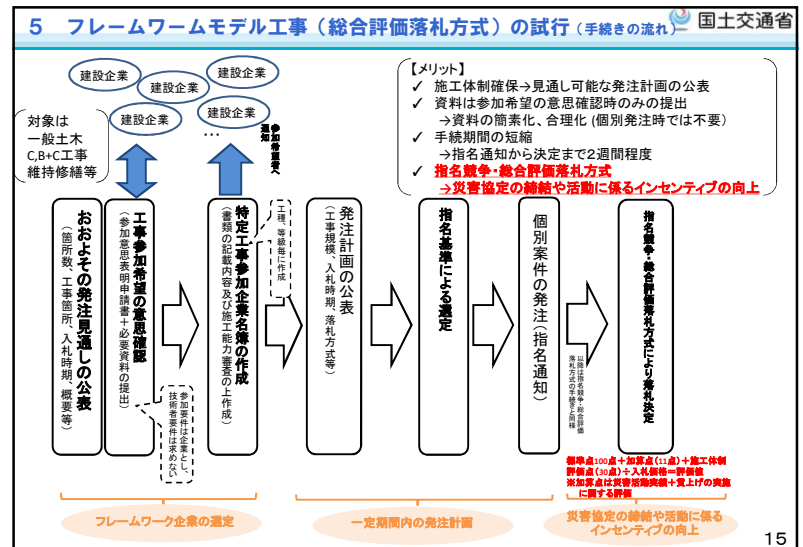 5 フレームワームモデル工事(総合評価落札方式)の試行(手続きの流れ)
国土交通省
建設企業
建設企業
建設企業
建設企業
建設企業
…
対象は
一般土木
C,B+C工事
維持修繕等
参加希望者へ
通知
【メリット】
✓ 施工体制確保→見通し可能な発注計画の公表
✓ 資料は参加希望の意思確認時のみの提出
→資料の簡素化、合理化 (個別発注時では不要)
✓ 手続期間の短縮
→指名通知から決定まで2週間程度
✓ 指名競争・総合評価落札方式
→災害協定の締結や活動に係るインセンティブの向上
おおよその発注見通しの公表
(箇所数、工事箇所、入札時期、概要等)
工事参加希望の意思確認
(参加意思表明申請書+必要資料の提出)
参加要件は企業とし、
技術者要件は求めない
特定工事参加企業名簿の作成
(書類の記載内容及び施工能力審査の上作成)
工種、等級毎に作成
発注計画の公表
(工事規模、入札時期、落札方式等)
指名基準による選定
個別案件の発注(指名通知)
以降は指名競争・総合評価
落札方式の手続きと同様
指名競争・総合評価落札方式により落札決定
標準点100点+加算点(11点)+施工体制
評価点(30点)÷入札価格=評価値
※加算点は災害活動実績+賃上げの実施
に関する評価
フレームワーク企業の選定
一定期間内の発注計画
災害協定の締結や活動に係る
インセンティブの向上
15